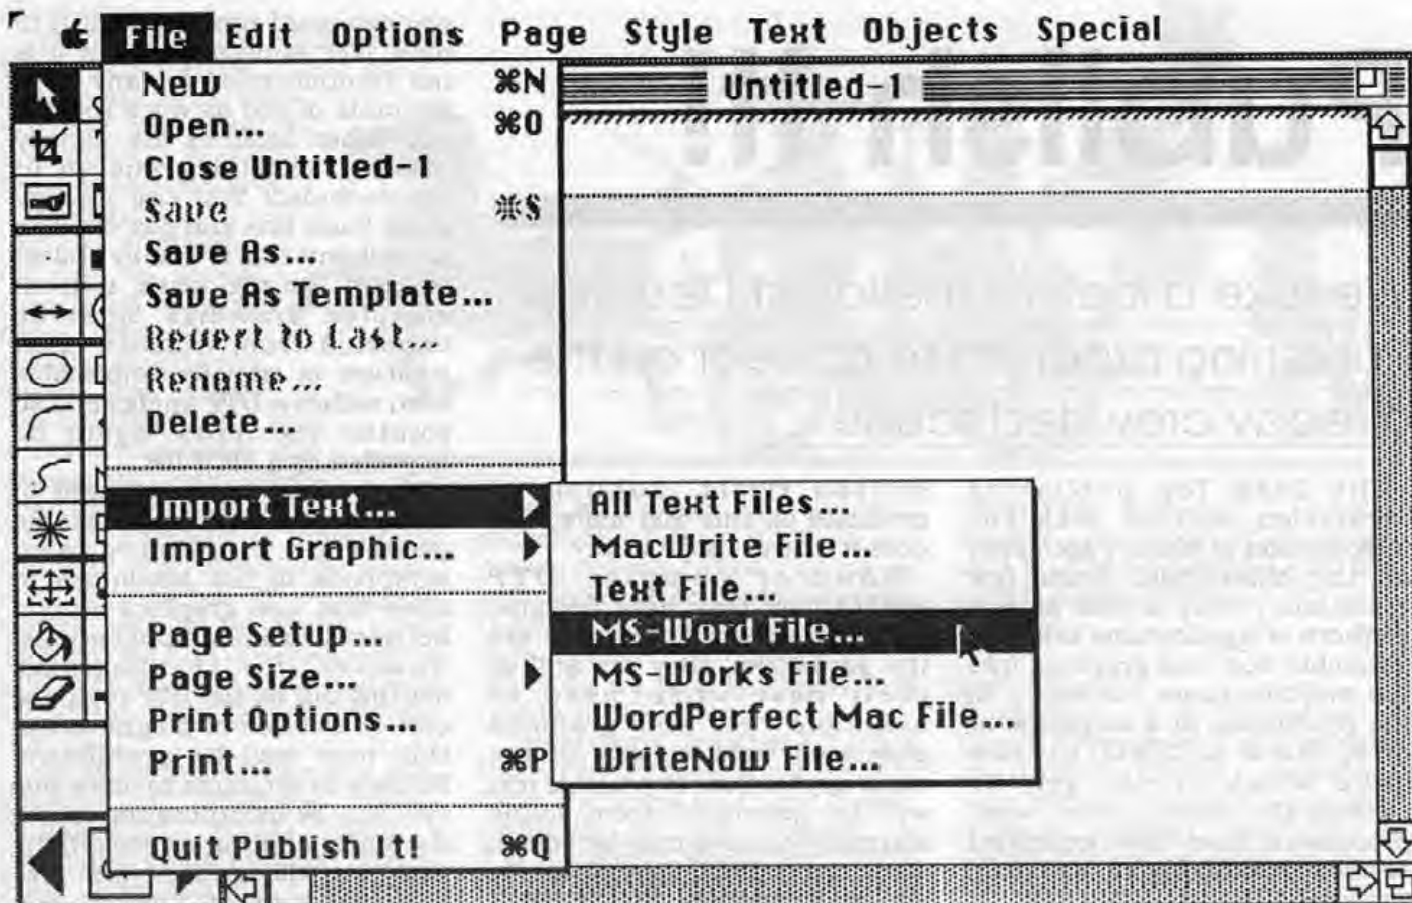 File Edit Options Page Style Text Objects Special
Untitled-1
New ⌘N
Open... ⌘O
Close Untitled-1
Save ⌘S
Save As...
Save As Template...
Revert to Last...
Rename...
Delete...
Import Text...
Import Graphic...
Page Setup...
Page Size...
Print Options...
Print... ⌘P
Quit Publish It! ⌘Q
All Text Files...
MacWrite File...
Text File...
MS-Word File...
MS-Works File...
WordPerfect Mac File...
WriteNow File...